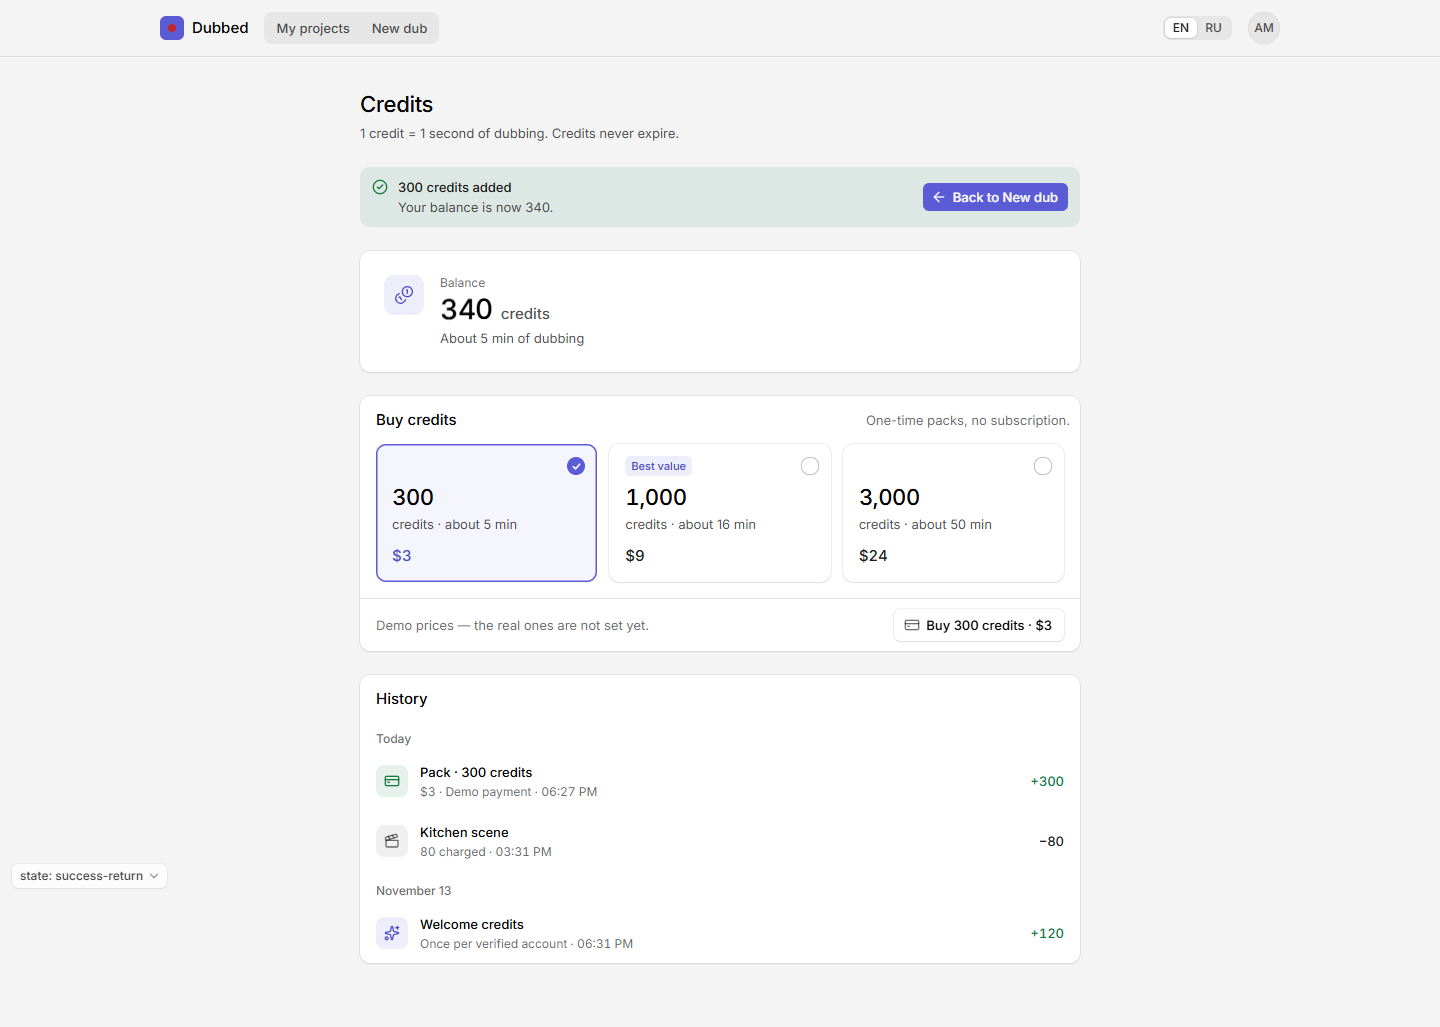 Dubbed
My projects
New dub
EN
RU
AM
Credits
1 credit = 1 second of dubbing. Credits never expire.
300 credits added
Your balance is now 340.
Back to New dub
Balance
340 credits
About 5 min of dubbing
Buy credits
One-time packs, no subscription.
300
credits · about 5 min
$3
Best value
1,000
credits · about 16 min
$9
3,000
credits · about 50 min
$24
Demo prices — the real ones are not set yet.
Buy 300 credits · $3
History
Today
Pack · 300 credits
$3 · Demo payment · 06:27 PM
+300
Kitchen scene
80 charged · 03:31 PM
−80
state: success-return
November 13
Welcome credits
Once per verified account · 06:31 PM
+120